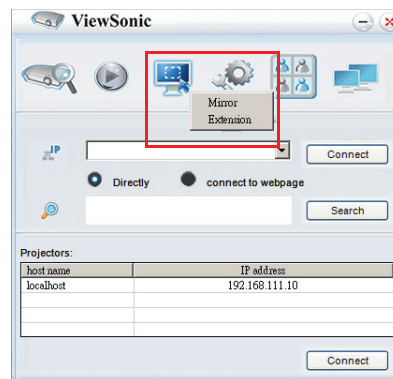 ViewSonic
Mirror
Extension
IP
Connect
Directly connect to webpage
Search
Projectors:
host name IP address
localhost 192.168.111.10
Connect